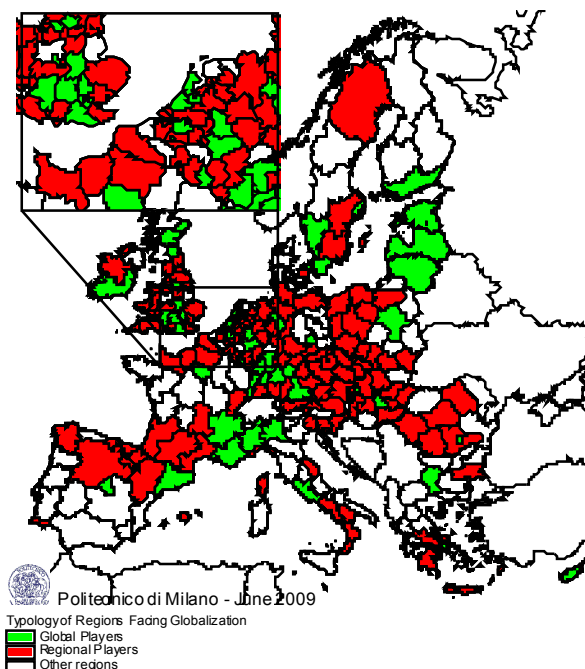 Politecnico di Milano - June 2009
Typology of Regions Facing Globalization
Global Players
Regional Players
Other regions